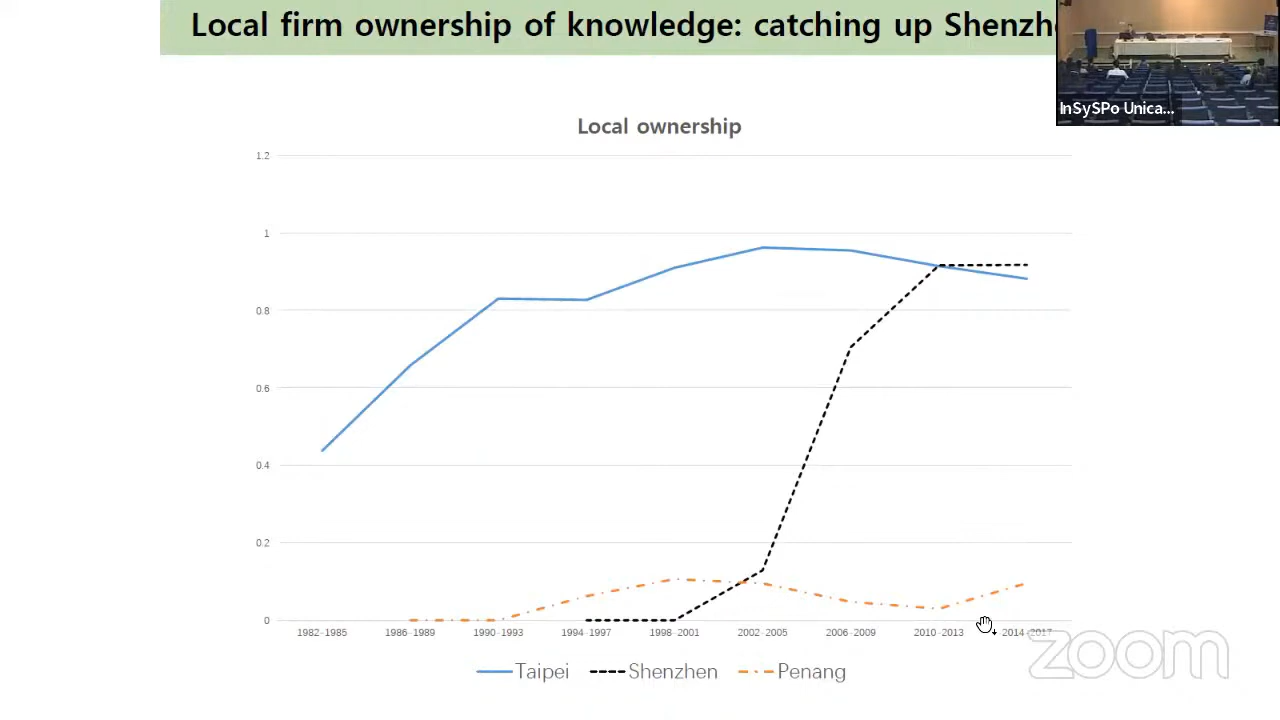 Local firm ownership of knowledge: catching up Shenzhe
InSySPo Unica...
Local ownership
1.2
1
0.8
0.6
0.4
0.2
0
1982-1985 1986-1989 1990-1993 1994-1997 1998-2001 2002-2005 2006-2009 2010-2013 2014-2017
Taipei Shenzhen Penang
zoom